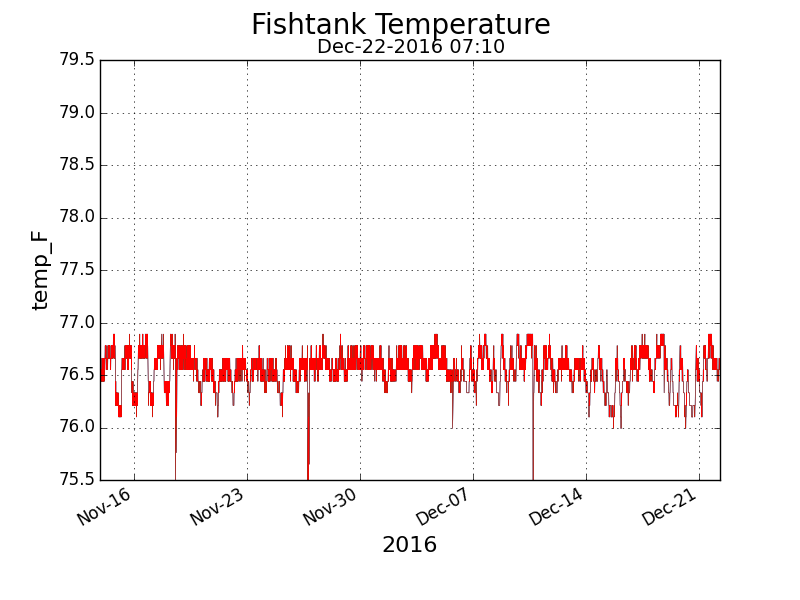 Fishtank Temperature
Dec-22-2016 07:10
79.5
79.0
78.5
78.0
77.5
77.0
76.5
76.0
75.5
temp_F
Nov-16
Nov-23
Nov-30
Dec-07
Dec-14
Dec-21
2016